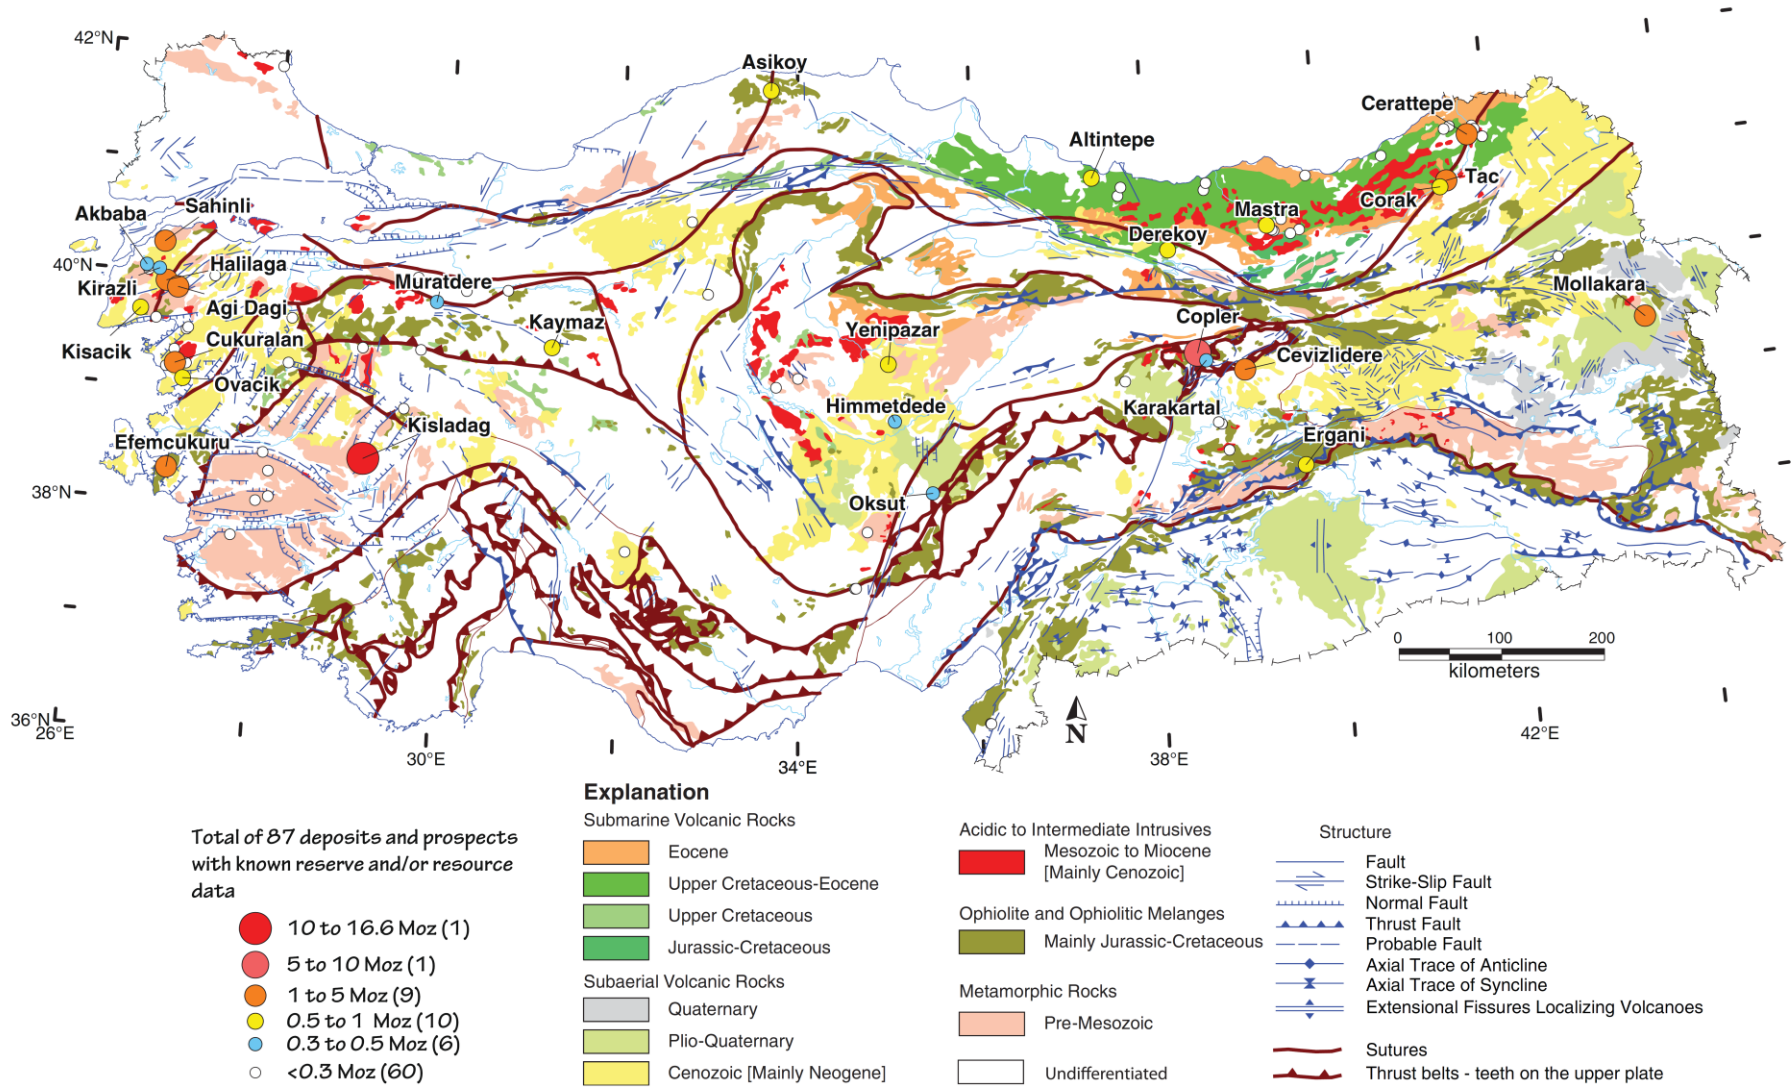 42°N
Asikoy
Cerattepe
Altintepe
Tac
Akbaba
Sahinli
Corak
Mastra
Derekoy
40°N
Halilaga
Kirazli
Muratdere
Mollakara
Agi Dagi
Copler
Kaymaz
Yenipazar
Cukuralan
Kisacik
Cevizlidere
Ovacik
Himmetdede
Karakartal
Kisladag
Efemcukuru
Ergani
38°N
Oksut
0 100 200
kilometers
36°N
26°E
N
42°E
30°E
34°E
38°E
Total of 87 deposits and prospects
with known reserve and/or resource
data
10 to 16.6 Moz (1)
5 to 10 Moz (1)
1 to 5 Moz (9)
0.5 to 1 Moz (10)
0.3 to 0.5 Moz (6)
<0.3 Moz (60)
Explanation
Submarine Volcanic Rocks
Eocene
Upper Cretaceous-Eocene
Upper Cretaceous
Jurassic-Cretaceous
Subaerial Volcanic Rocks
Quaternary
Plio-Quaternary
Cenozoic [Mainly Neogene]
Acidic to Intermediate Intrusives
Mesozoic to Miocene
[Mainly Cenozoic]
Ophiolite and Ophiolitic Melanges
Mainly Jurassic-Cretaceous
Metamorphic Rocks
Pre-Mesozoic
Undifferentiated
Structure
Fault
Strike-Slip Fault
Normal Fault
Thrust Fault
Probable Fault
Axial Trace of Anticline
Axial Trace of Syncline
Extensional Fissures Localizing Volcanoes
Sutures
Thrust belts - teeth on the upper plate